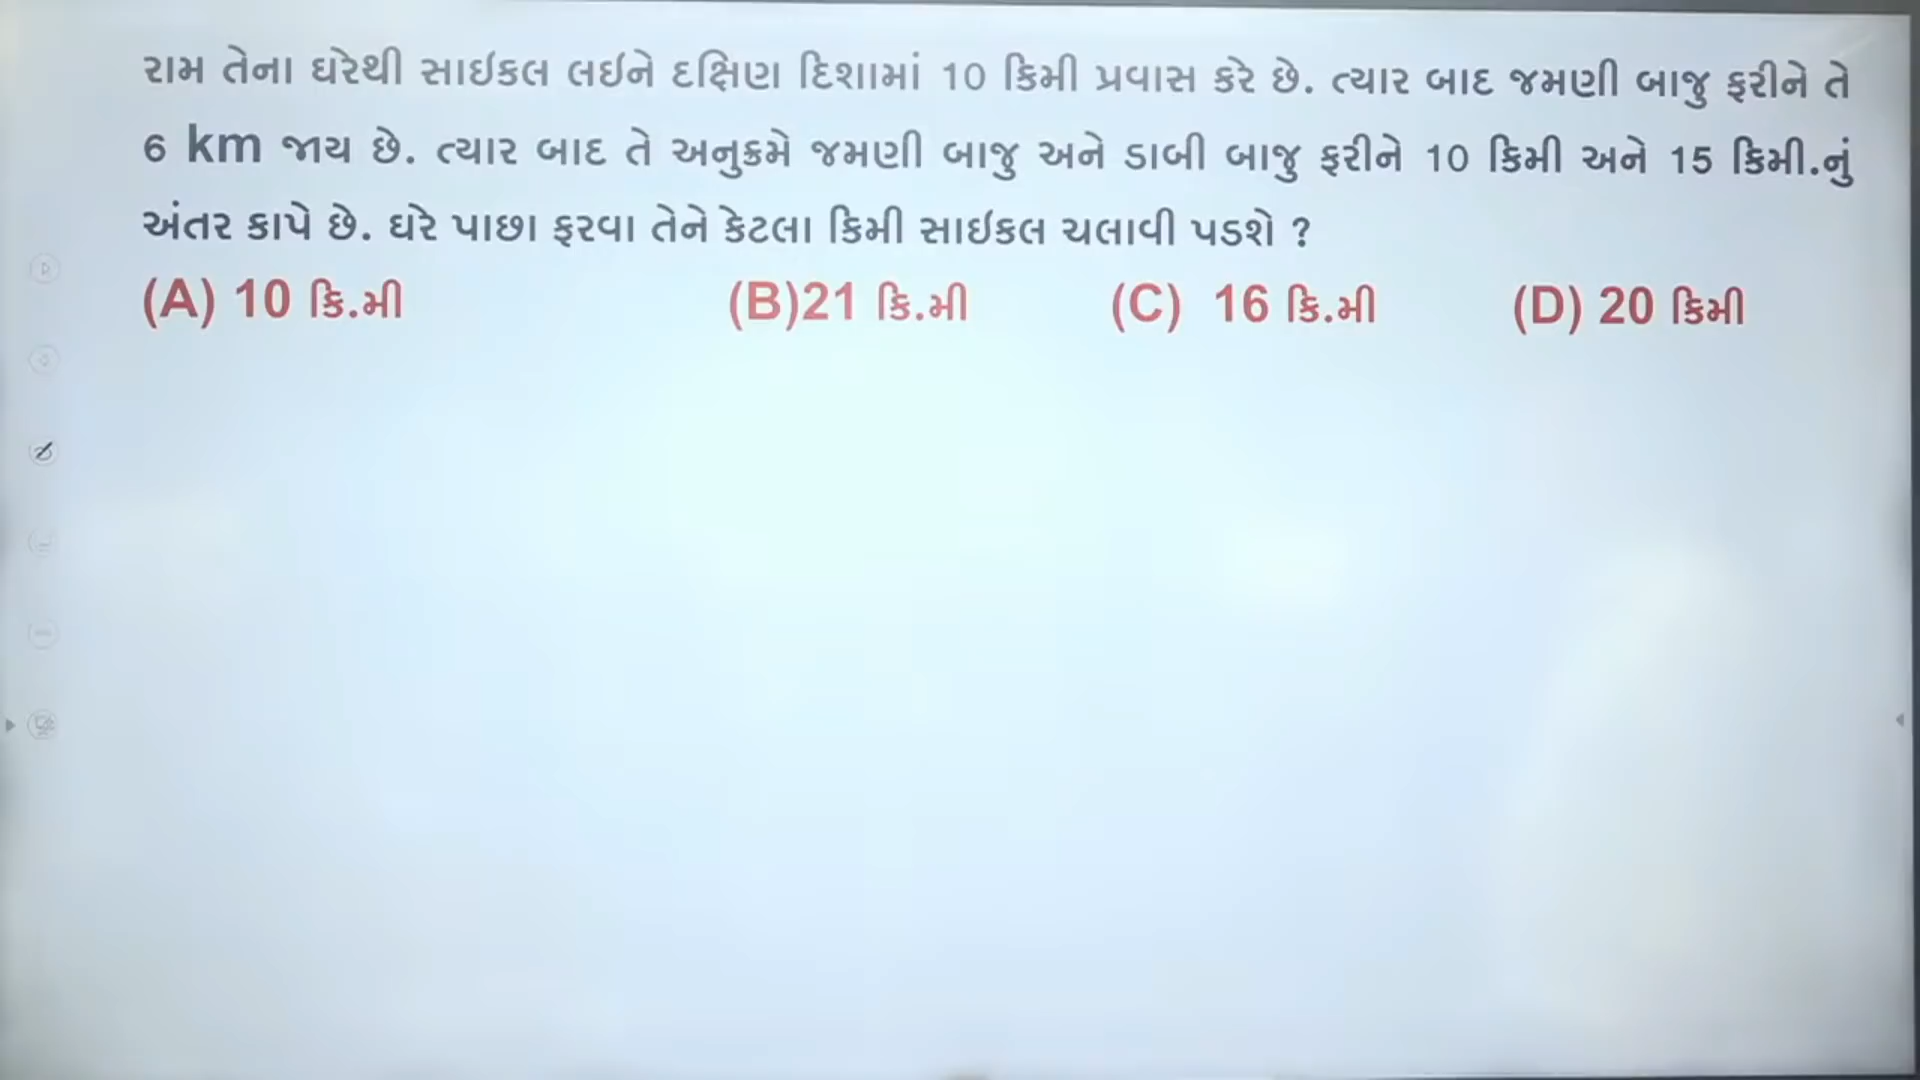 રામ તેના ઘરેથી સાઈકલ લઈને દક્ષિણ દિશામાં 10 કિમી પ્રવાસ કરે છે. ત્યાર બાદ જમણી બાજુ ફરીને તે
6 km જાય છે. ત્યાર બાદ તે અનુક્રમે જમણી બાજુ અને ડાબી બાજુ ફરીને 10 કિમી અને 15 કિમી.નું
અંતર કાપે છે. ઘરે પાછા ફરવા તેને કેટલા કિમી સાઈકલ ચલાવી પડશે ?
(A) 10 કિ.મી (B)21 કિ.મી (C) 16 કિ.મી (D) 20 કિમી